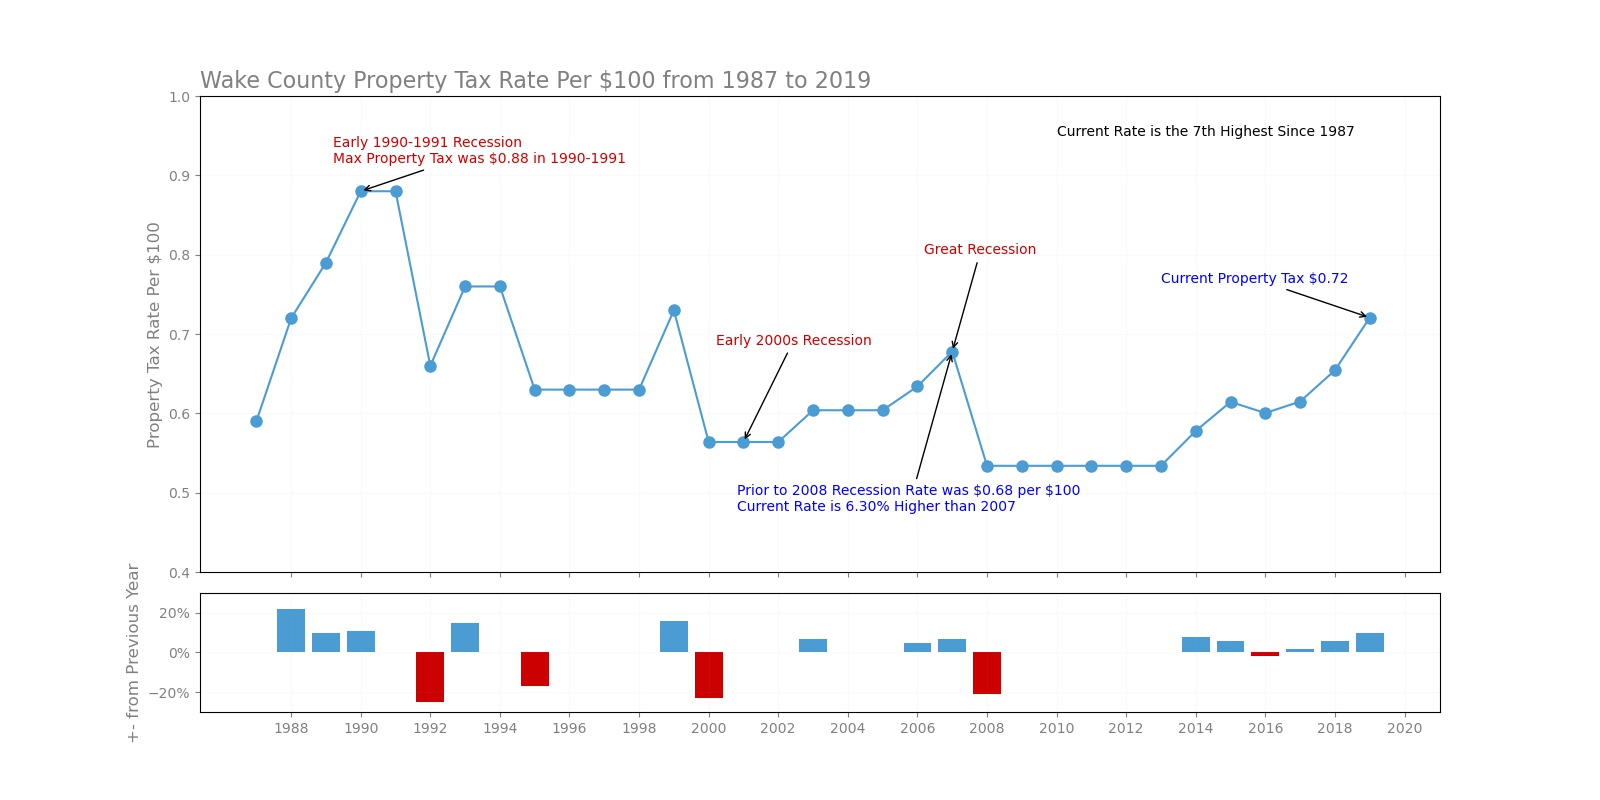 Wake County Property Tax Rate Per $100 from 1987 to 2019
1.0
0.9
0.8
0.7
0.6
0.5
0.4
Property Tax Rate Per $100
Early 1990-1991 Recession
Max Property Tax was $0.88 in 1990-1991
Current Rate is the 7th Highest Since 1987
Great Recession
Current Property Tax $0.72
Early 2000s Recession
Prior to 2008 Recession Rate was $0.68 per $100
Current Rate is 6.30% Higher than 2007
+- from Previous Year
20%
0%
−20%
1988 1990 1992 1994 1996 1998 2000 2002 2004 2006 2008 2010 2012 2014 2016 2018 2020